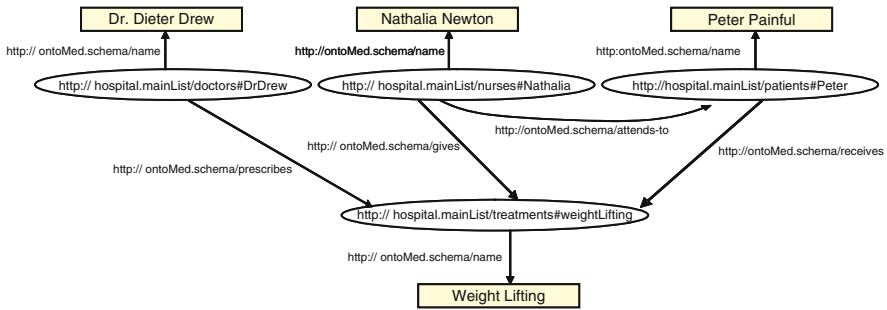 Dr. Dieter Drew
Nathalia Newton
Peter Painful
http:// ontoMed.schema/name
http://ontoMed.schema/name
http:ontoMed.schema/name
http:// hospital.mainList/doctors#DrDrew
http:// hospital.mainList/nurses#Nathalia
http://hospital.mainList/patients#Peter
http://ontoMed.schema/attends-to
http:// ontoMed.schema/gives
http://ontoMed.schema/receives
http:// ontoMed.schema/prescribes
http:// hospital.mainList/treatments#weightLifting
http:// ontoMed.schema/name
Weight Lifting